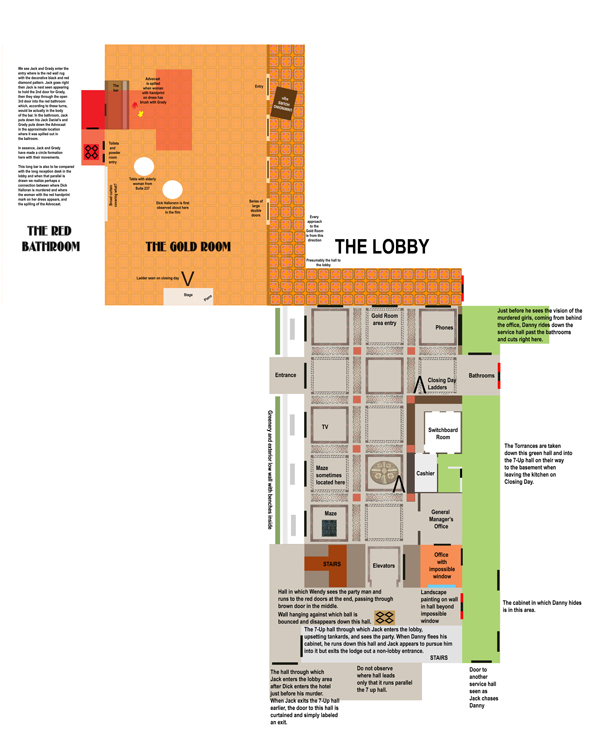 We see Jack and Grady enter the
entry where is the red wall rug
with the decorative black and red
diamond pattern. Jack goes right
then Jack is next seen appearing
to hold the 2nd door for Grady,
then they step through the open
3rd door into the red bathroom
which, according to these turns,
would be actually in the body
of the bar. In the bathroom, Jack
puts down his Jack Daniel's and
Grady puts down the Advocaat
in the approximate location
where it was spilled out in
the ballroom.
In essence, Jack and Grady
have made a circle formation
here with their movements.
This long bar is also to be compared
with the long reception desk in the
lobby and when that parallel is
drawn we realize perhaps a
connection between where Dick
Halloran is murdered and where
the woman with the red handprint
mark on her dress appears, and
the spilling of the Advocaat.
THE RED
BATHROOM
The
bar
Advocaat
is spilled
when woman
with handprint
on dress has
brush with Grady
Toilets
and
powder
room
entry
Table with elderly
woman from
Suite 237
Dick Halloran is first
observed about here
in the film
THE GOLD ROOM
Ladder seen on closing day
Stage
Piano
Entry
Series of
large
double
doors
Every
approach
to the
Gold Room
is from this
direction
THE LOBBY
Presumably the hall to
the lobby
Gold Room
area entry
Phones
Just before he sees the vision of the
murdered girls, coming from behind
the office, Danny rides down the
service hall past the bathrooms
and cuts right here.
Entrance
Closing Day
Ladders
Bathrooms
Greenery and exterior low wall with benches inside
TV
Switchboard
Room
Maze
sometimes
located here
Cashier
The Torrances are taken
down this green hall and into
the 7-Up hall on their way
to the basement when
leaving the kitchen on
Closing Day.
Maze
General
Manager's
Office
STAIRS
Elevators
Office
with
impossible
window
Hall in which Wendy sees the party man and
runs to the red doors at the end, passing through
brown door in the middle.
Wall hanging against which ball is
bounced and disappears down this hall.
Landscape
painting on wall
in hall beyond
impossible
window
The cabinet in which Danny hides
is in this area.
The 7-Up hall through which Jack enters the lobby,
upsetting tankards, and sees the party. When Danny flees his
cabinet, he runs down this hall and Jack appears to pursue him
into it but exits the lodge out a non-lobby entrance.
STAIRS
The hall through which
Jack enters the lobby area
after Dick enters the hotel
just before his murder.
When Jack exits the 7-Up hall
earlier, the door to this hall is
curtained and simply labeled
an exit.
Do not observe
where hall leads
only that it runs parallel
the 7 up hall.
Door to
another
service hall
seen as
Jack chases
Danny